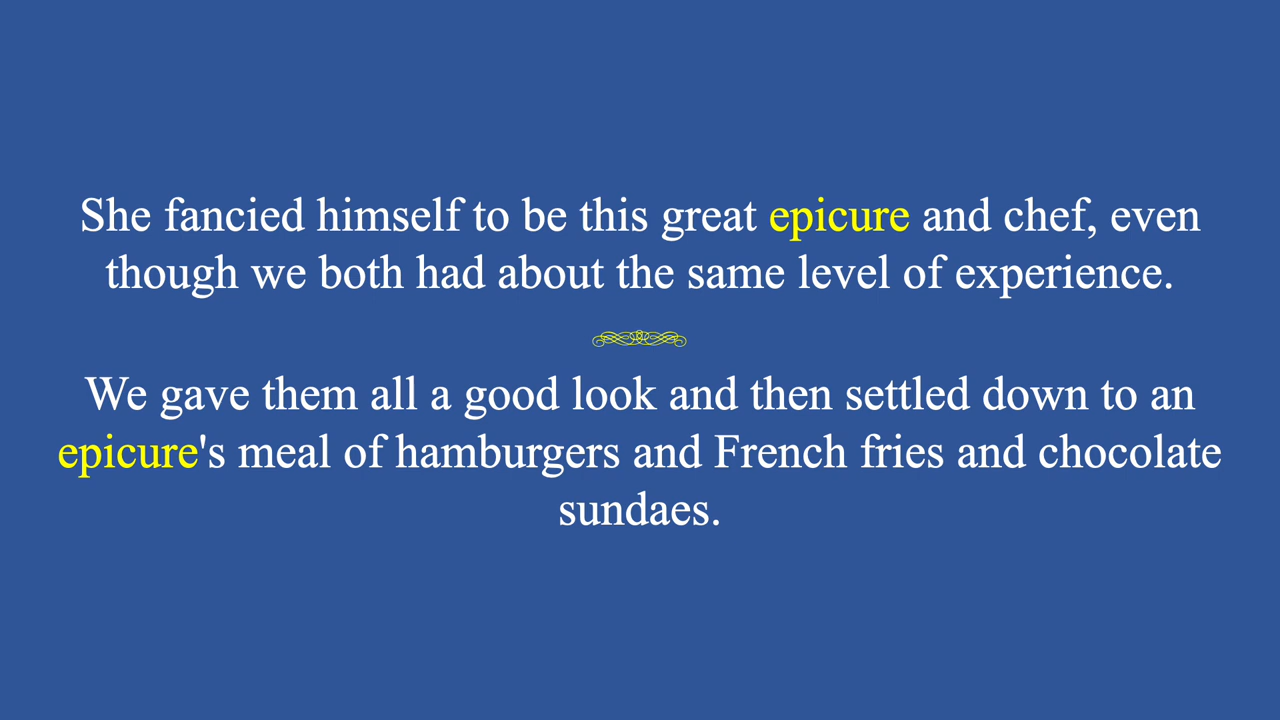 She fancied himself to be this great epicure and chef, even
though we both had about the same level of experience.
We gave them all a good look and then settled down to an
epicure's meal of hamburgers and French fries and chocolate
sundaes.